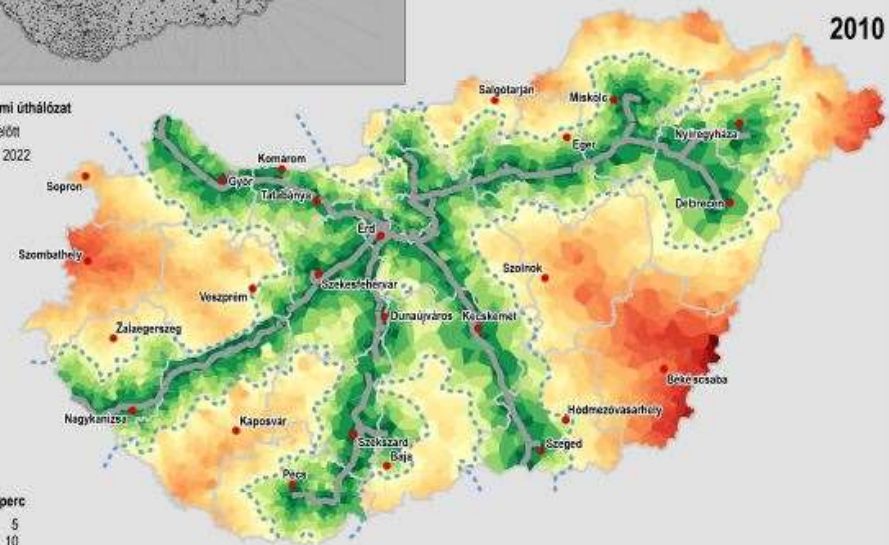 2010
mi úthálózat
előtt
2022
Salgótarján
Miskolc
Nyíregyháza
Eger
Komárom
Győr
Tatabánya
Sopron
Debrecen
Érd
Szombathely
Szolnok
Székesfehérvár
Veszprém
Dunaújváros
Kecskemét
Zalaegerszeg
Békéscsaba
Nagykanizsa
Hódmezővásárhely
Kaposvár
Szekszárd
Szeged
Baja
Pécs
perc
5
10